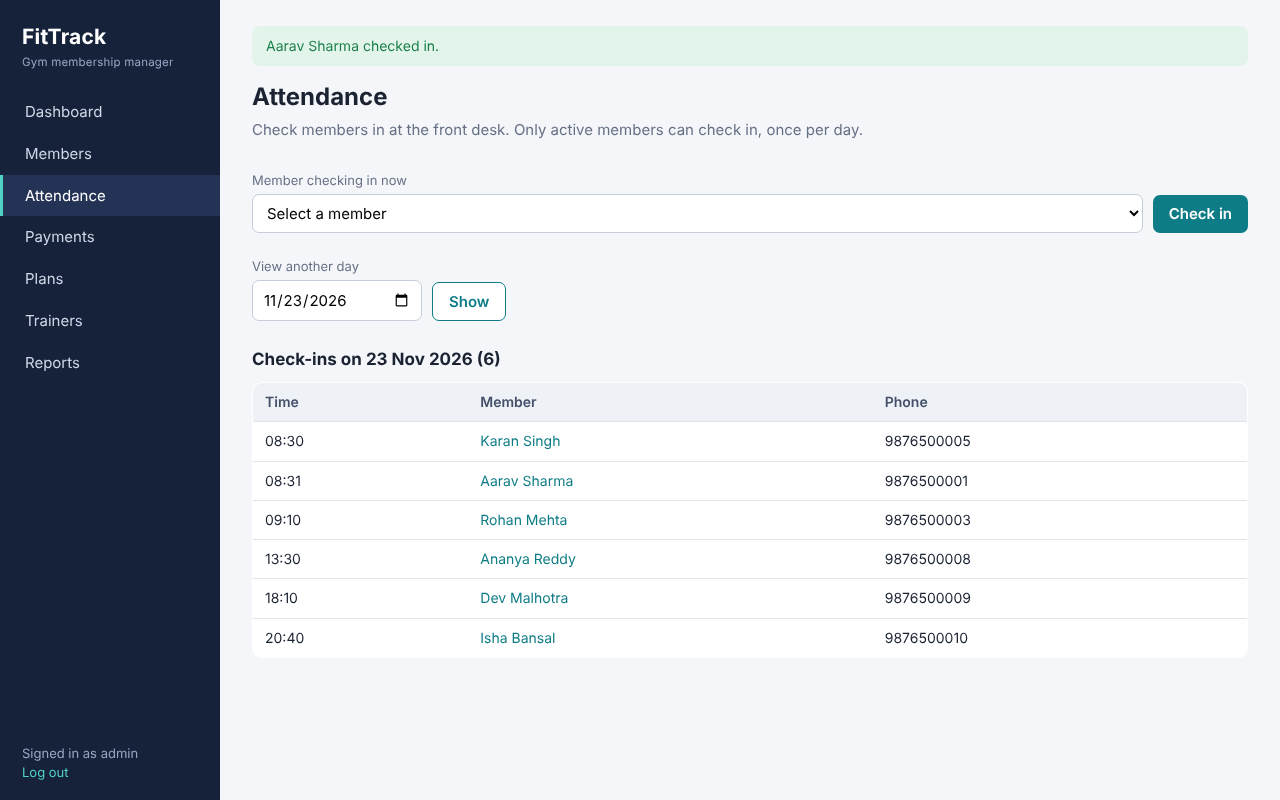 FitTrack
Gym membership manager
Dashboard
Members
Attendance
Payments
Plans
Trainers
Reports
Signed in as admin
Log out
Aarav Sharma checked in.
Attendance
Check members in at the front desk. Only active members can check in, once per day.
Member checking in now
Select a member
Check in
View another day
11/23/2026
Show
Check-ins on 23 Nov 2026 (6)
Time Member Phone
08:30 Karan Singh 9876500005
08:31 Aarav Sharma 9876500001
09:10 Rohan Mehta 9876500003
13:30 Ananya Reddy 9876500008
18:10 Dev Malhotra 9876500009
20:40 Isha Bansal 9876500010